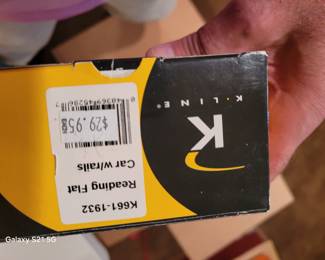 K
K·LINE®
K661-1932
Reading Flat
Car w/rails
$29.95
Galaxy S21 5G